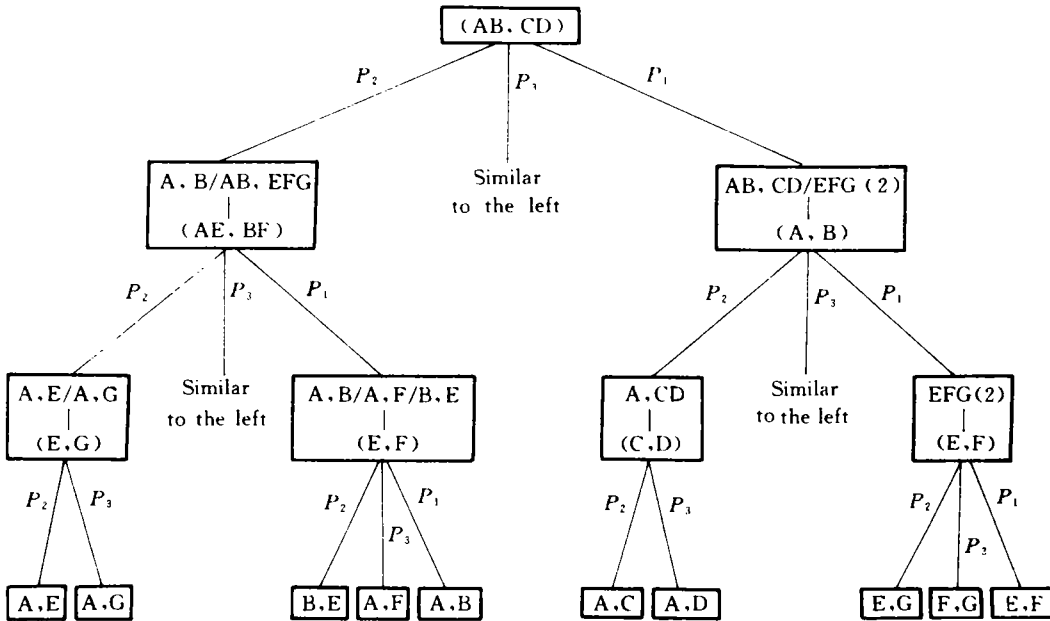 (AB, CD)
P₂
P₃
P₁
A, B/AB, EFG
(AE, BF)
Similar
to the left
AB, CD/EFG (2)
(A, B)
P₂
P₃
P₁
P₂
P₃
P₁
A,E/A,G
(E,G)
Similar
to the left
A,B/A,F/B,E
(E,F)
A,CD
(C,D)
Similar
to the left
EFG(2)
(E,F)
P₂
P₃
P₂
P₃
P₁
P₂
P₃
P₂
P₂
P₁
A,E
A,G
B,E
A,F
A,B
A,C
A,D
E,G
F,G
E,F